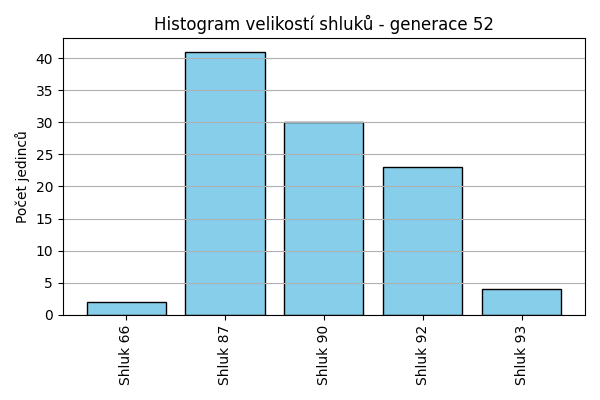 Histogram velikostí shluků - generace 52
Počet jedinců
40
35
30
25
20
15
10
5
0
Shluk 66
Shluk 87
Shluk 90
Shluk 92
Shluk 93